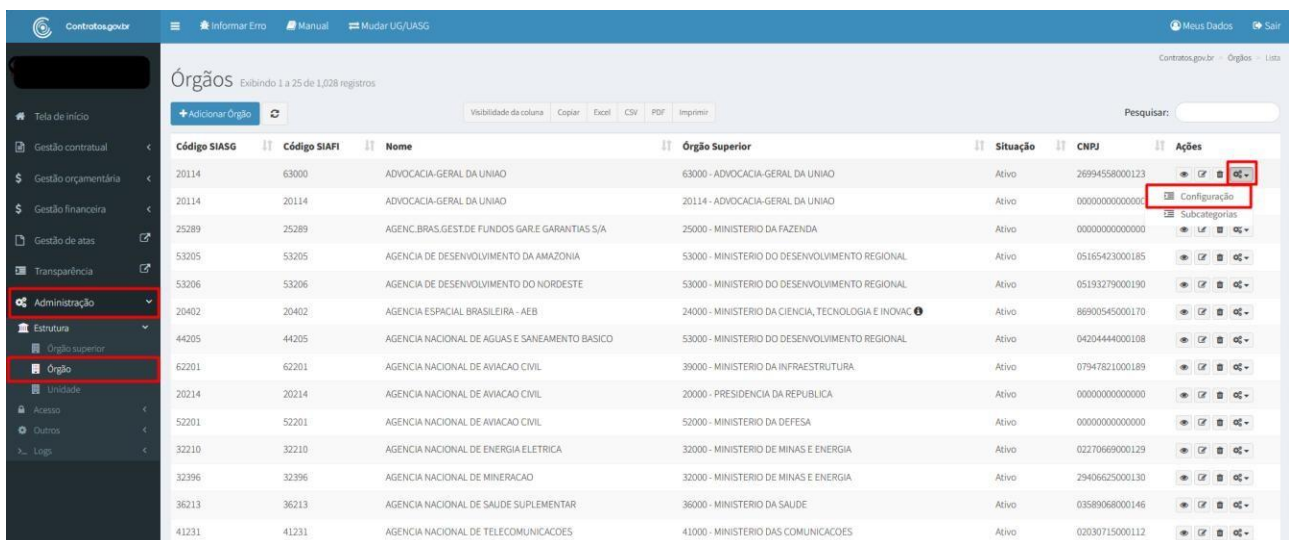 Contratos.gov.br
Informar Erro Manual Mudar UG/UASG
Meus Dados Sair
Contratos.gov.br > Órgãos > Lista
Órgãos Exibindo 1 a 25 de 1,028 registros
+ Adicionar Órgão
Visibilidade da coluna Copiar Excel CSV PDF Imprimir
Pesquisar:
Tela de início
Gestão contratual
Gestão orçamentária
Gestão financeira
Gestão de atas
Transparência
Administração
Estrutura
Órgão superior
Órgão
Unidade
Acesso
Outros
Logs
Código SIASG Código SIAFI Nome Órgão Superior Situação CNPJ Ações
20114 63000 ADVOCACIA-GERAL DA UNIAO 63000 - ADVOCACIA-GERAL DA UNIAO Ativo 26994558000123
Configuração
Subcategorias
20114 20114 ADVOCACIA-GERAL DA UNIAO 20114 - ADVOCACIA-GERAL DA UNIAO Ativo 0000000000000
25289 25289 AGENC.BRAS.GEST.DE FUNDOS GAR.E GARANTIAS S/A 25000 - MINISTERIO DA FAZENDA Ativo 00000000000000
53205 53205 AGENCIA DE DESENVOLVIMENTO DA AMAZONIA 53000 - MINISTERIO DO DESENVOLVIMENTO REGIONAL Ativo 05165423000185
53206 53206 AGENCIA DE DESENVOLVIMENTO DO NORDESTE 53000 - MINISTERIO DO DESENVOLVIMENTO REGIONAL Ativo 05193279000190
20402 20402 AGENCIA ESPACIAL BRASILEIRA - AEB 24000 - MINISTERIO DA CIENCIA, TECNOLOGIA E INOVAC Ativo 86900545000170
44205 44205 AGENCIA NACIONAL DE AGUAS E SANEAMENTO BASICO 53000 - MINISTERIO DO DESENVOLVIMENTO REGIONAL Ativo 04204444000108
62201 62201 AGENCIA NACIONAL DE AVIACAO CIVIL 39000 - MINISTERIO DA INFRAESTRUTURA Ativo 07947821000189
20214 20214 AGENCIA NACIONAL DE AVIACAO CIVIL 20000 - PRESIDENCIA DA REPUBLICA Ativo 00000000000000
52201 52201 AGENCIA NACIONAL DE AVIACAO CIVIL 52000 - MINISTERIO DA DEFESA Ativo 00000000000000
32210 32210 AGENCIA NACIONAL DE ENERGIA ELETRICA 32000 - MINISTERIO DE MINAS E ENERGIA Ativo 02270669000129
32396 32396 AGENCIA NACIONAL DE MINERACAO 32000 - MINISTERIO DE MINAS E ENERGIA Ativo 29406625000130
36213 36213 AGENCIA NACIONAL DE SAUDE SUPLEMENTAR 36000 - MINISTERIO DA SAUDE Ativo 03589068000146
41231 41231 AGENCIA NACIONAL DE TELECOMUNICACOES 41000 - MINISTERIO DAS COMUNICACOES Ativo 02030715000112